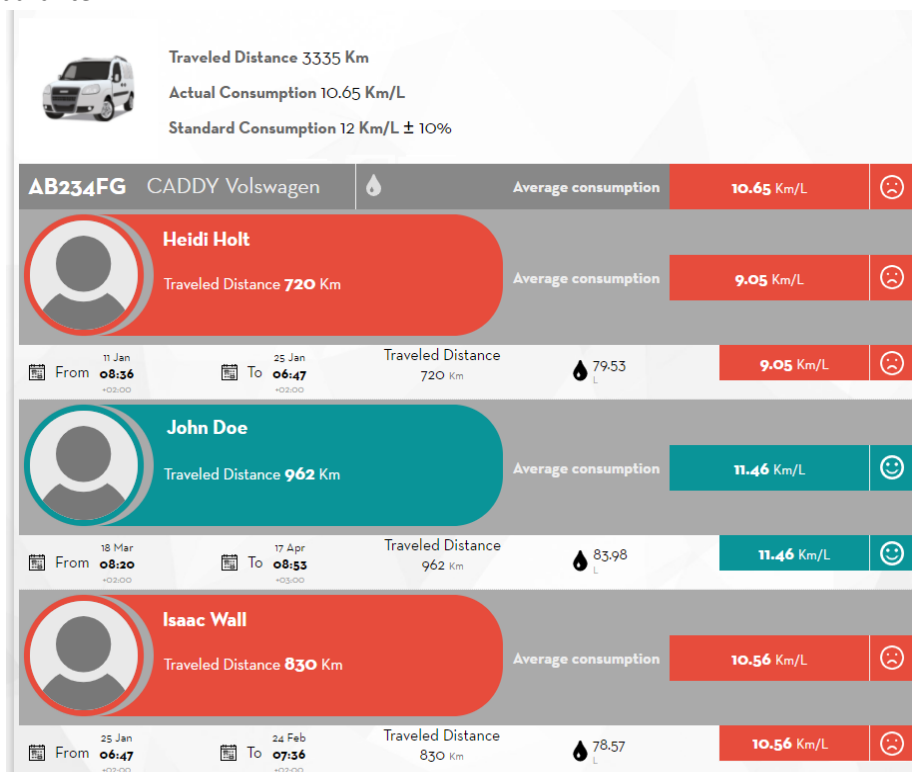 Traveled Distance 3335 Km
Actual Consumption 10.65 Km/L
Standard Consumption 12 Km/L ± 10%
AB234FG CADDY Volswagen Average consumption 10.65 Km/L
Heidi Holt
Traveled Distance 720 Km Average consumption 9.05 Km/L
From 11 Jan 08:36 +02:00 To 25 Jan 06:47 +02:00 Traveled Distance 720 Km 79.53 L 9.05 Km/L
John Doe
Traveled Distance 962 Km Average consumption 11.46 Km/L
From 18 Mar 08:20 +02:00 To 17 Apr 08:53 +03:00 Traveled Distance 962 Km 83.98 L 11.46 Km/L
Isaac Wall
Traveled Distance 830 Km Average consumption 10.56 Km/L
From 25 Jan 06:47 +02:00 To 24 Feb 07:36 +02:00 Traveled Distance 830 Km 78.57 L 10.56 Km/L